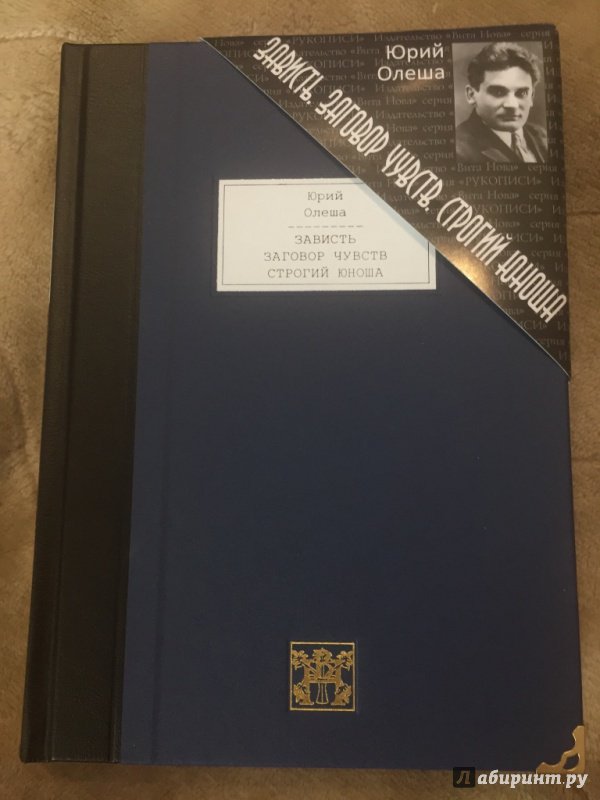 Юрий
Олеша
ЗАВИСТЬ. ЗАГОВОР ЧУВСТВ. СТРОГИЙ ЮНОША
Издательство «Вита Нова» серия
«РУКОПИСИ»
Юрий
Олеша
---------
ЗАВИСТЬ
ЗАГОВОР ЧУВСТВ
СТРОГИЙ ЮНОША
Л абиринт.ру